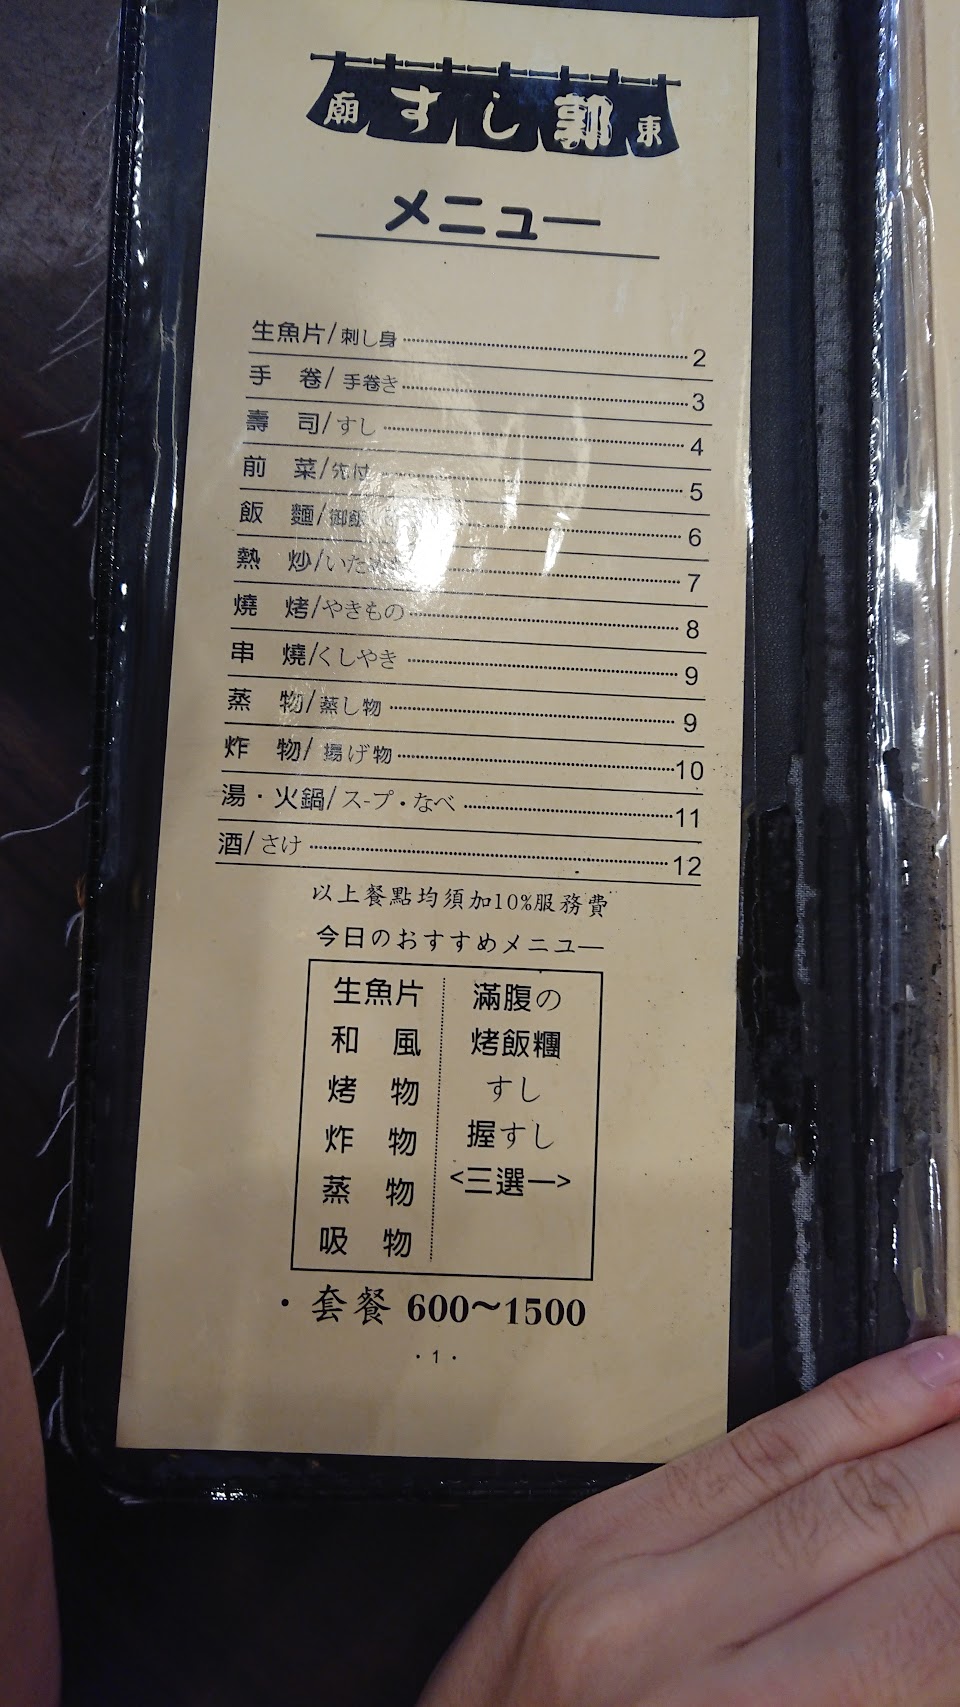 廟 すし郭 東
メニュー
生魚片/刺し身 2
手 卷/手卷き 3
壽 司/すし 4
前 菜/先付 5
飯 麵/御飯 6
熱 炒/いため 7
燒 烤/やきもの 8
串 燒/くしやき 9
蒸 物/蒸し物 9
炸 物/揚げ物 10
湯・火鍋/スープ・なべ 11
酒/さけ 12
以上餐點均須加10%服務費
今日のおすすめメニュー
生魚片
和 風
烤 物
炸 物
蒸 物
吸 物
滿腹の
烤飯糰
すし
握すし
<三選一>
・套餐 600~1500
・1・